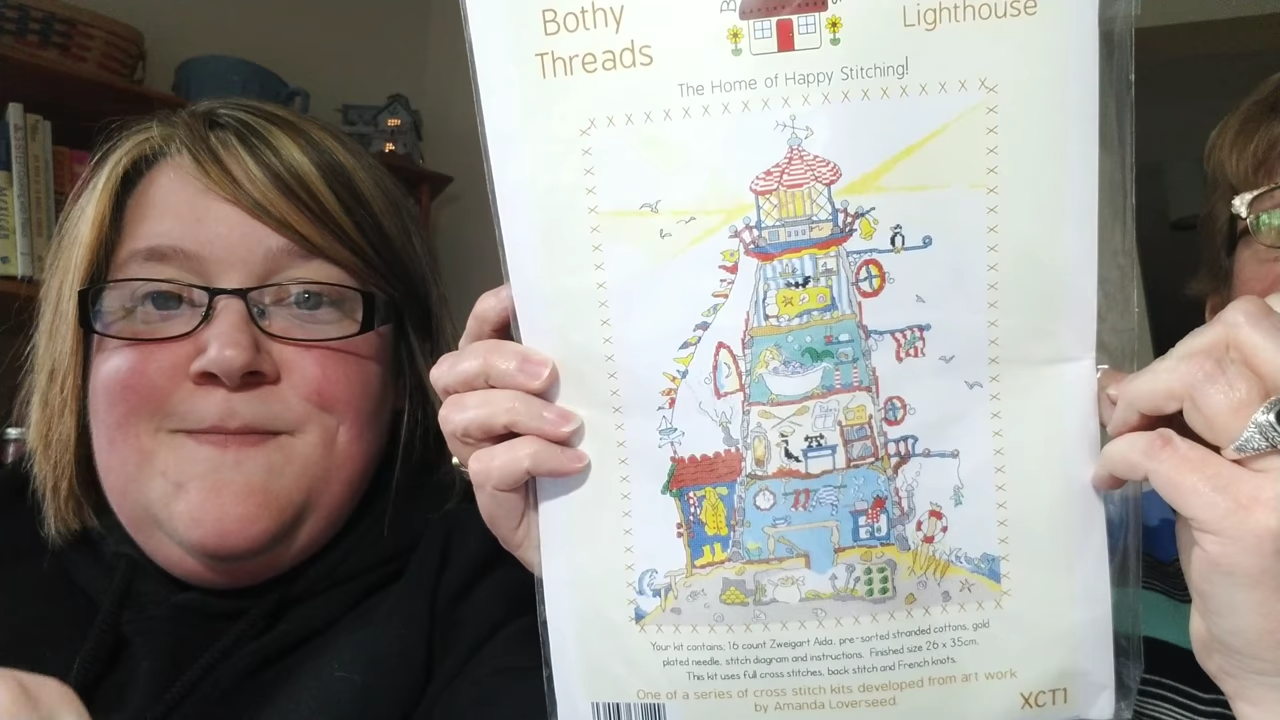 Bothy
Threads
Lighthouse
The Home of Happy Stitching!
Your kit contains; 16 count Zweigart Aida, pre-sorted stranded cottons, gold
plated needle, stitch diagram and instructions. Finished size 26 x 35cm.
This kit uses full cross stitches, back stitch and French knots.
One of a series of cross stitch kits developed from art work
by Amanda Loverseed.
XCT1